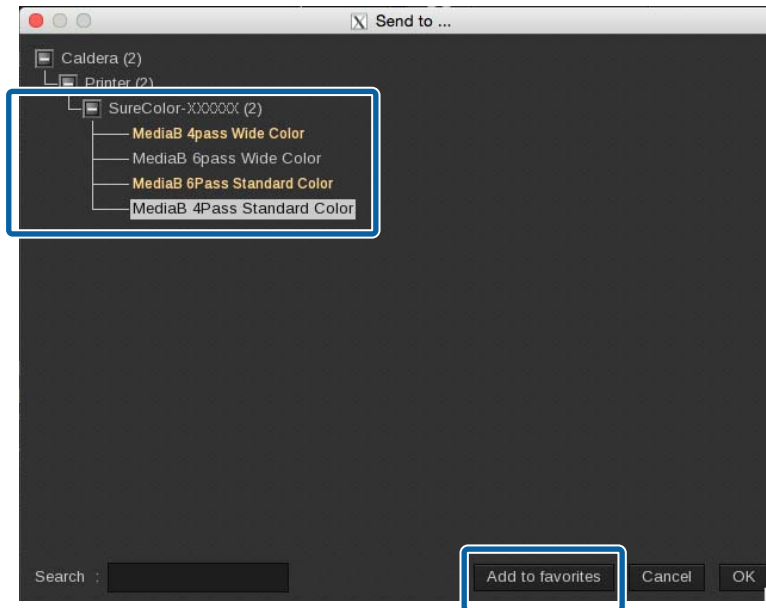 X Send to ...
Caldera (2)
Printer (2)
SureColor-XXXXXX (2)
MediaB 4pass Wide Color
MediaB 6pass Wide Color
MediaB 6Pass Standard Color
MediaB 4Pass Standard Color
Search :
Add to favorites
Cancel
OK